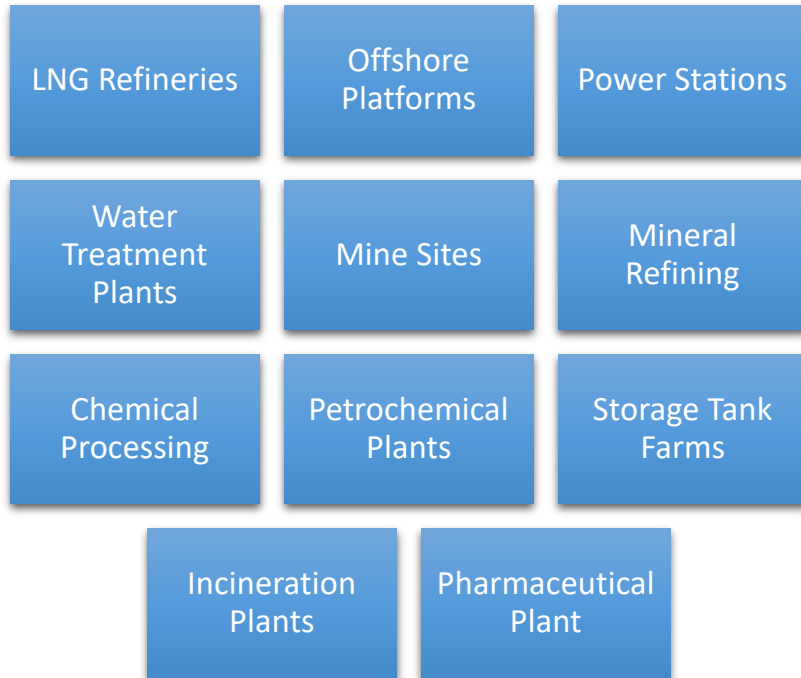 LNG Refineries
Offshore
Platforms
Power Stations
Water
Treatment
Plants
Mine Sites
Mineral
Refining
Chemical
Processing
Petrochemical
Plants
Storage Tank
Farms
Incineration
Plants
Pharmaceutical
Plant